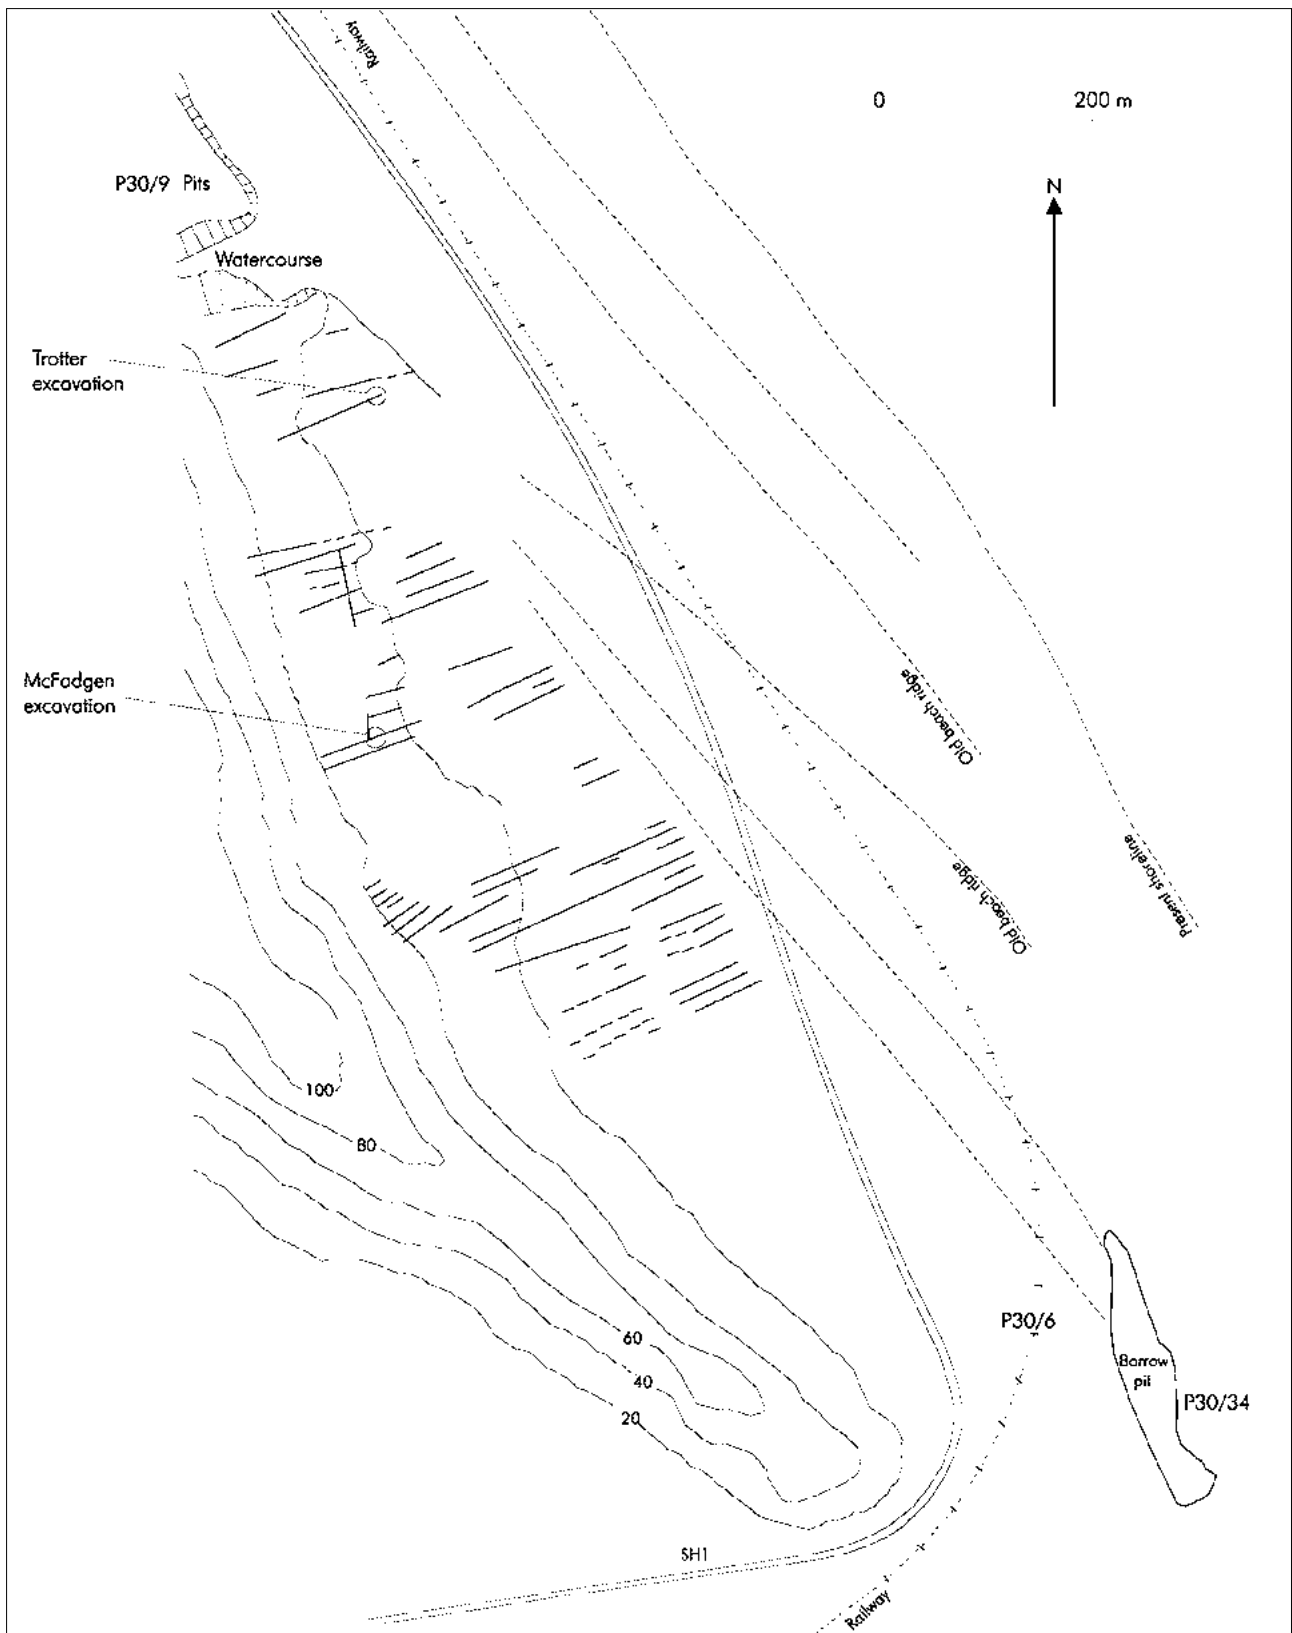 Railway
0 200 m
P30/9 Pits
N
Watercourse
Trotter
excavation
McFadgen
excavation
Old beach ridge
Old beach ridge
Present shoreline
100
80
60
40
20
P30/6
Borrow
pit
P30/34
SH1
Railway